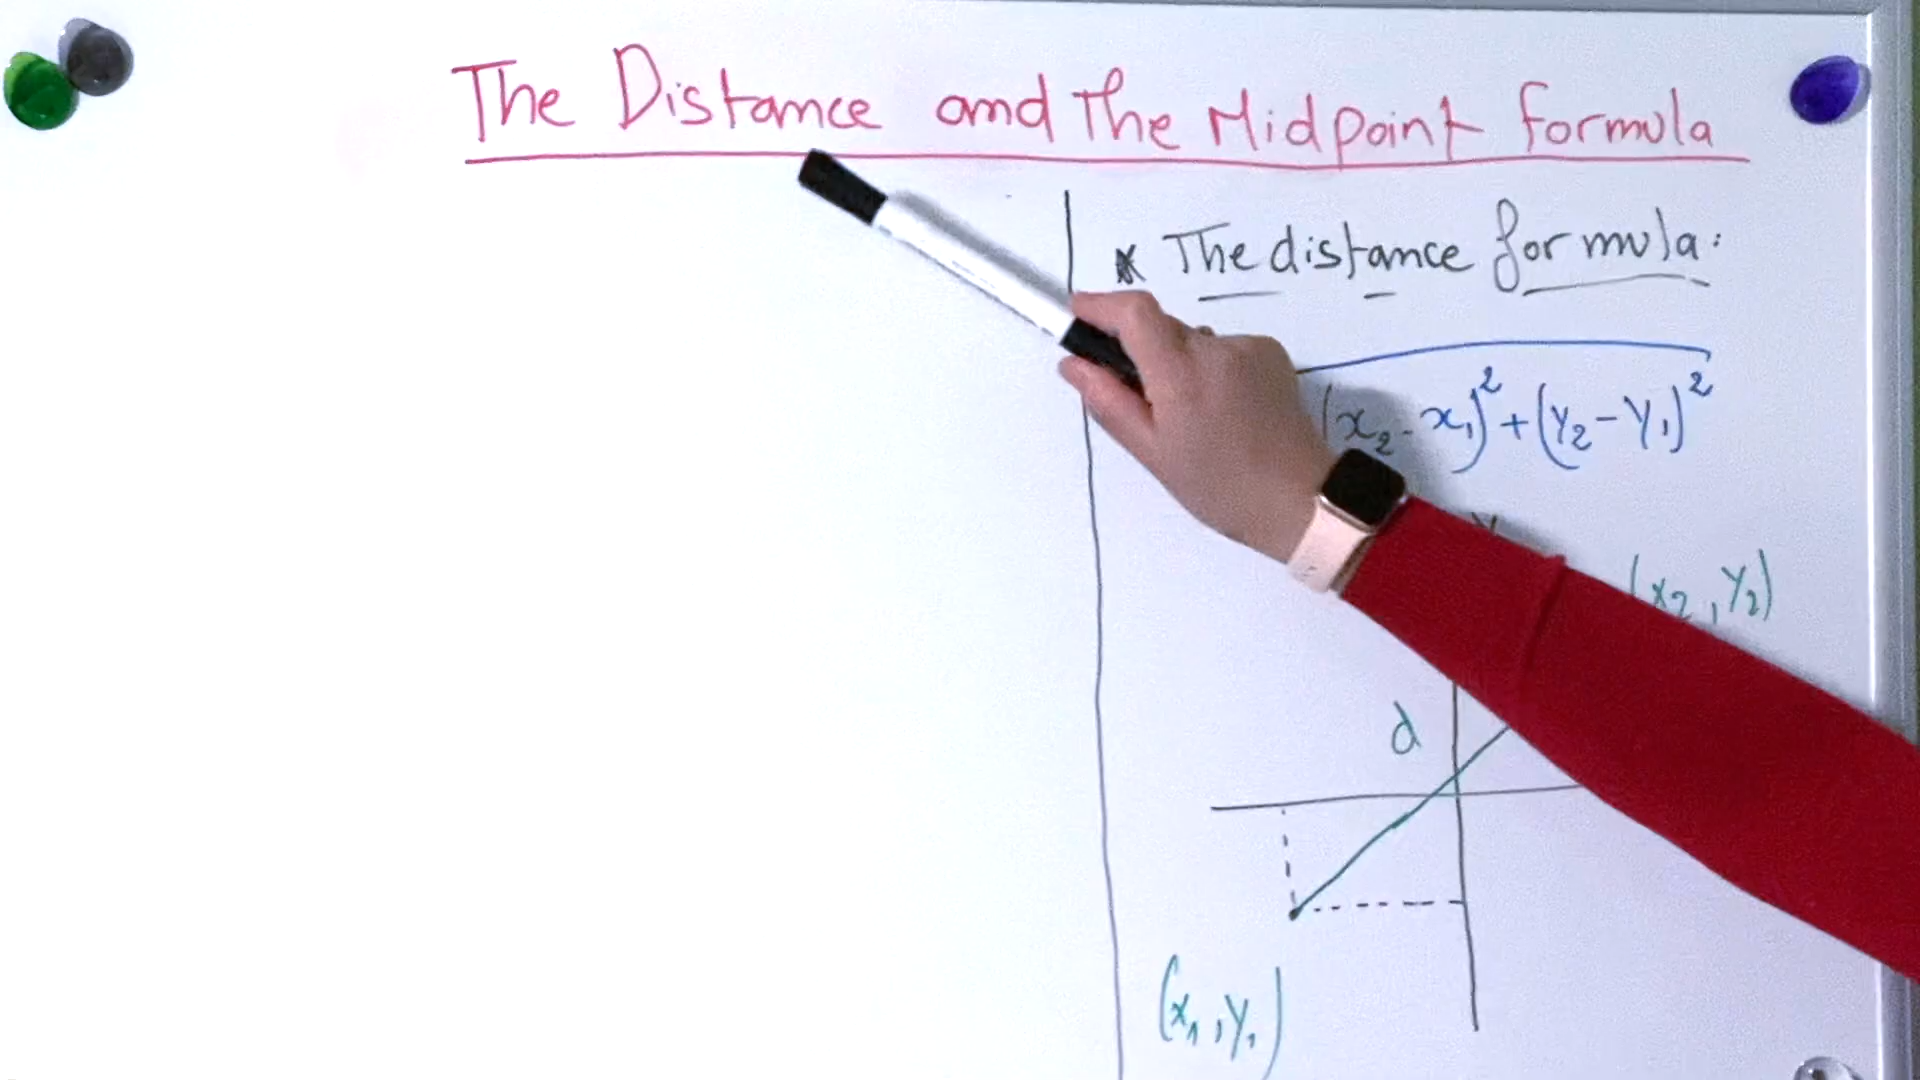 The Distance and The Midpoint formula
* The distance formula:
(x₂ - x₁)² + (y₂ - y₁)²
y
(x₂, y₂)
d
(x₁, y₁)